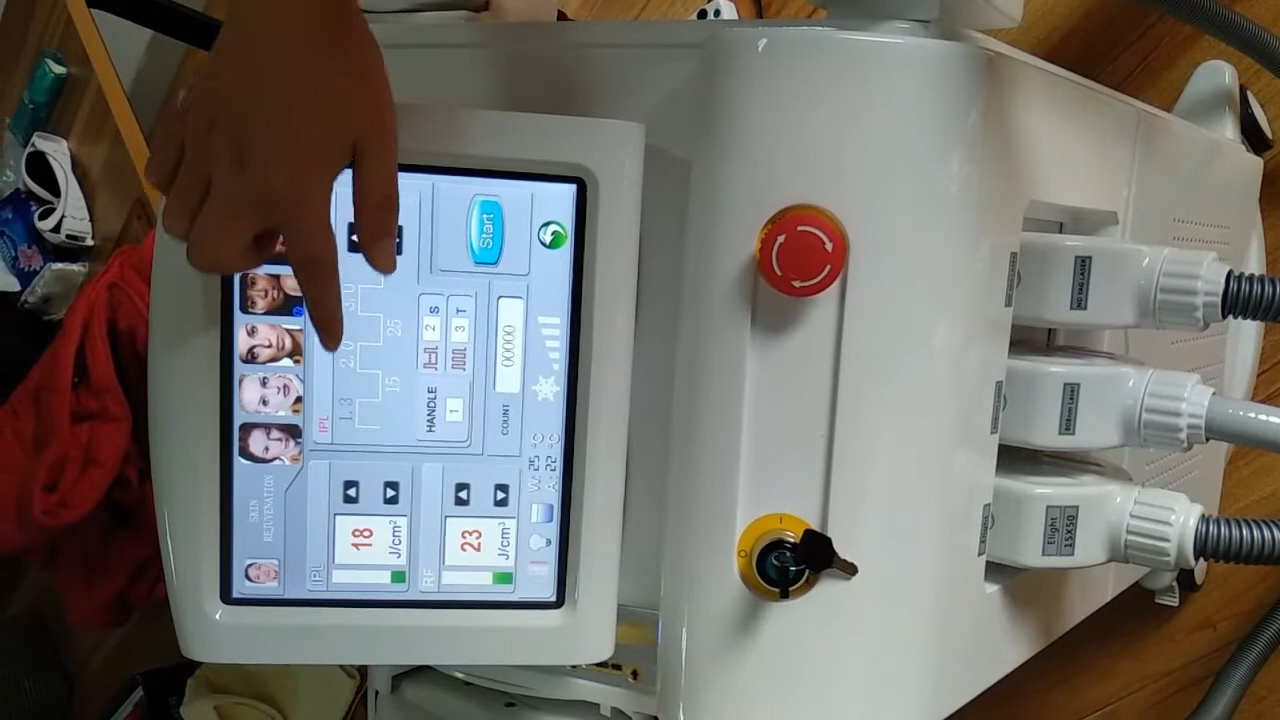 SKIN
REJUVENATION
IPL
18
J/cm²
RF
23
J/cm³
IPL
1.3 2.0 3.0
15 25
HANDLE
1
2 S
3 T
Start
COUNT
00000
W: 25 °C
A: 22 °C
Elight
15X50
808nm Laser
ND YAG LASER